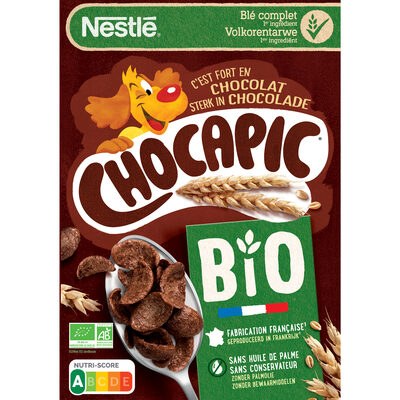 Nestlé
Blé complet
1er ingrédient
Volkorentarwe
1ste ingrediënt
C'EST FORT EN
CHOCOLAT
STERK IN CHOCOLADE
CHOCAPIC
BIO
FABRICATION FRANÇAISE
GEPRODUCEERD IN FRANKRIJK
SANS HUILE DE PALME
SANS CONSERVATEUR
ZONDER PALMOLIE
ZONDER BEWAARMIDDELEN
AB
NUTRI-SCORE
A B C D E